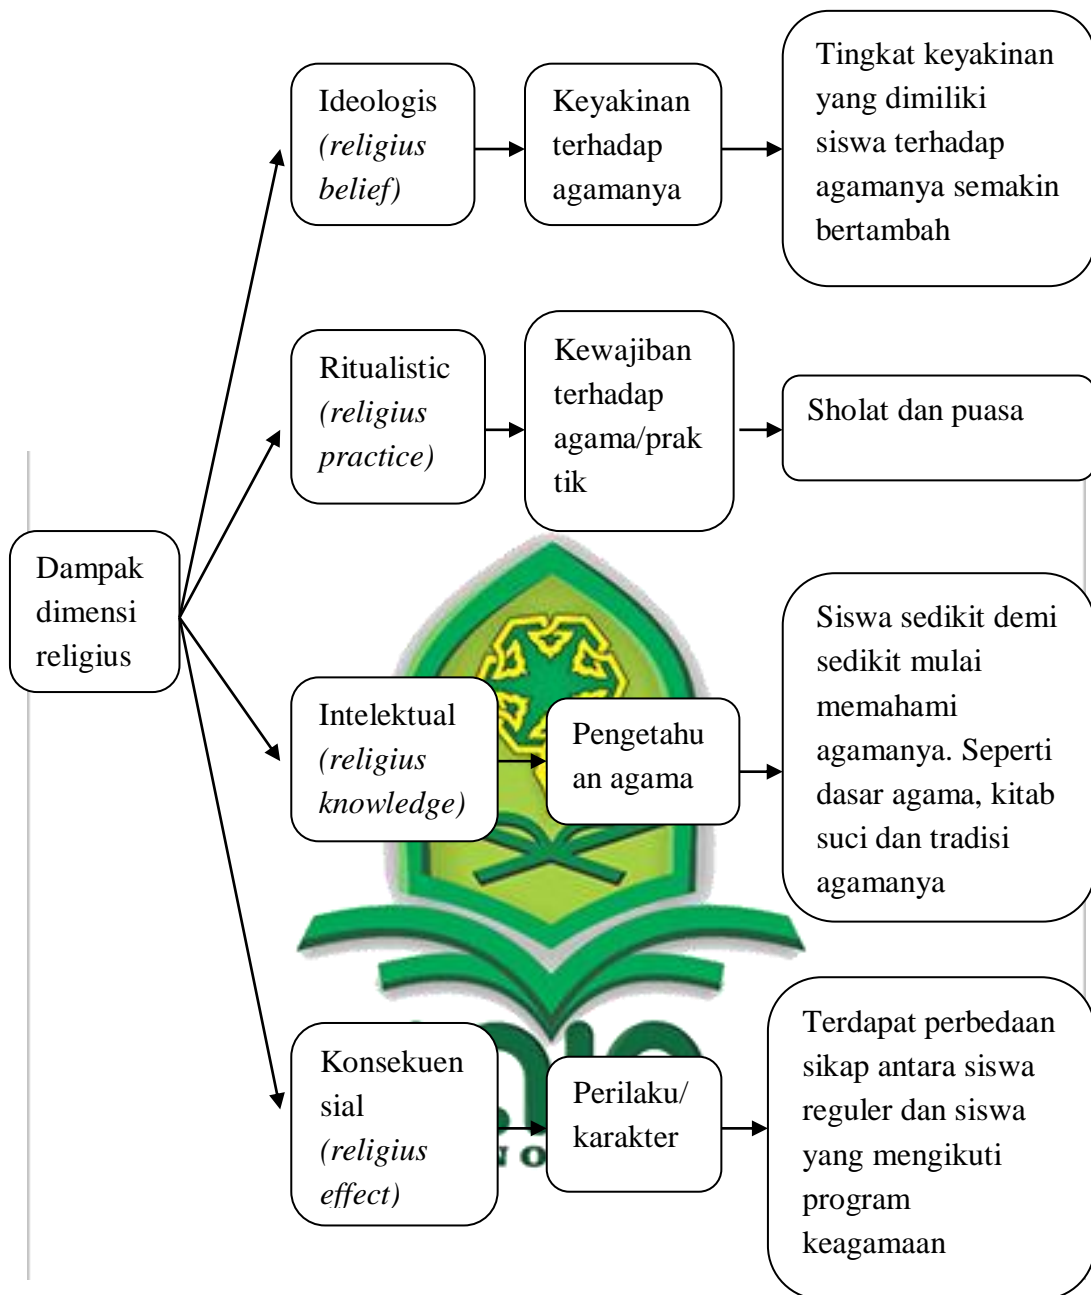 Dampak
dimensi
religius
Ideologis
(religius
belief)
Keyakinan
terhadap
agamanya
Tingkat keyakinan
yang dimiliki
siswa terhadap
agamanya semakin
bertambah
Ritualistic
(religius
practice)
Kewajiban
terhadap
agama/prak
tik
Sholat dan puasa
Intelektual
(religius
knowledge)
Pengetahu
an agama
Siswa sedikit demi
sedikit mulai
memahami
agamanya. Seperti
dasar agama, kitab
suci dan tradisi
agamanya
Konsekuen
sial
(religius
effect)
Perilaku/
karakter
Terdapat perbedaan
sikap antara siswa
reguler dan siswa
yang mengikuti
program
keagamaan